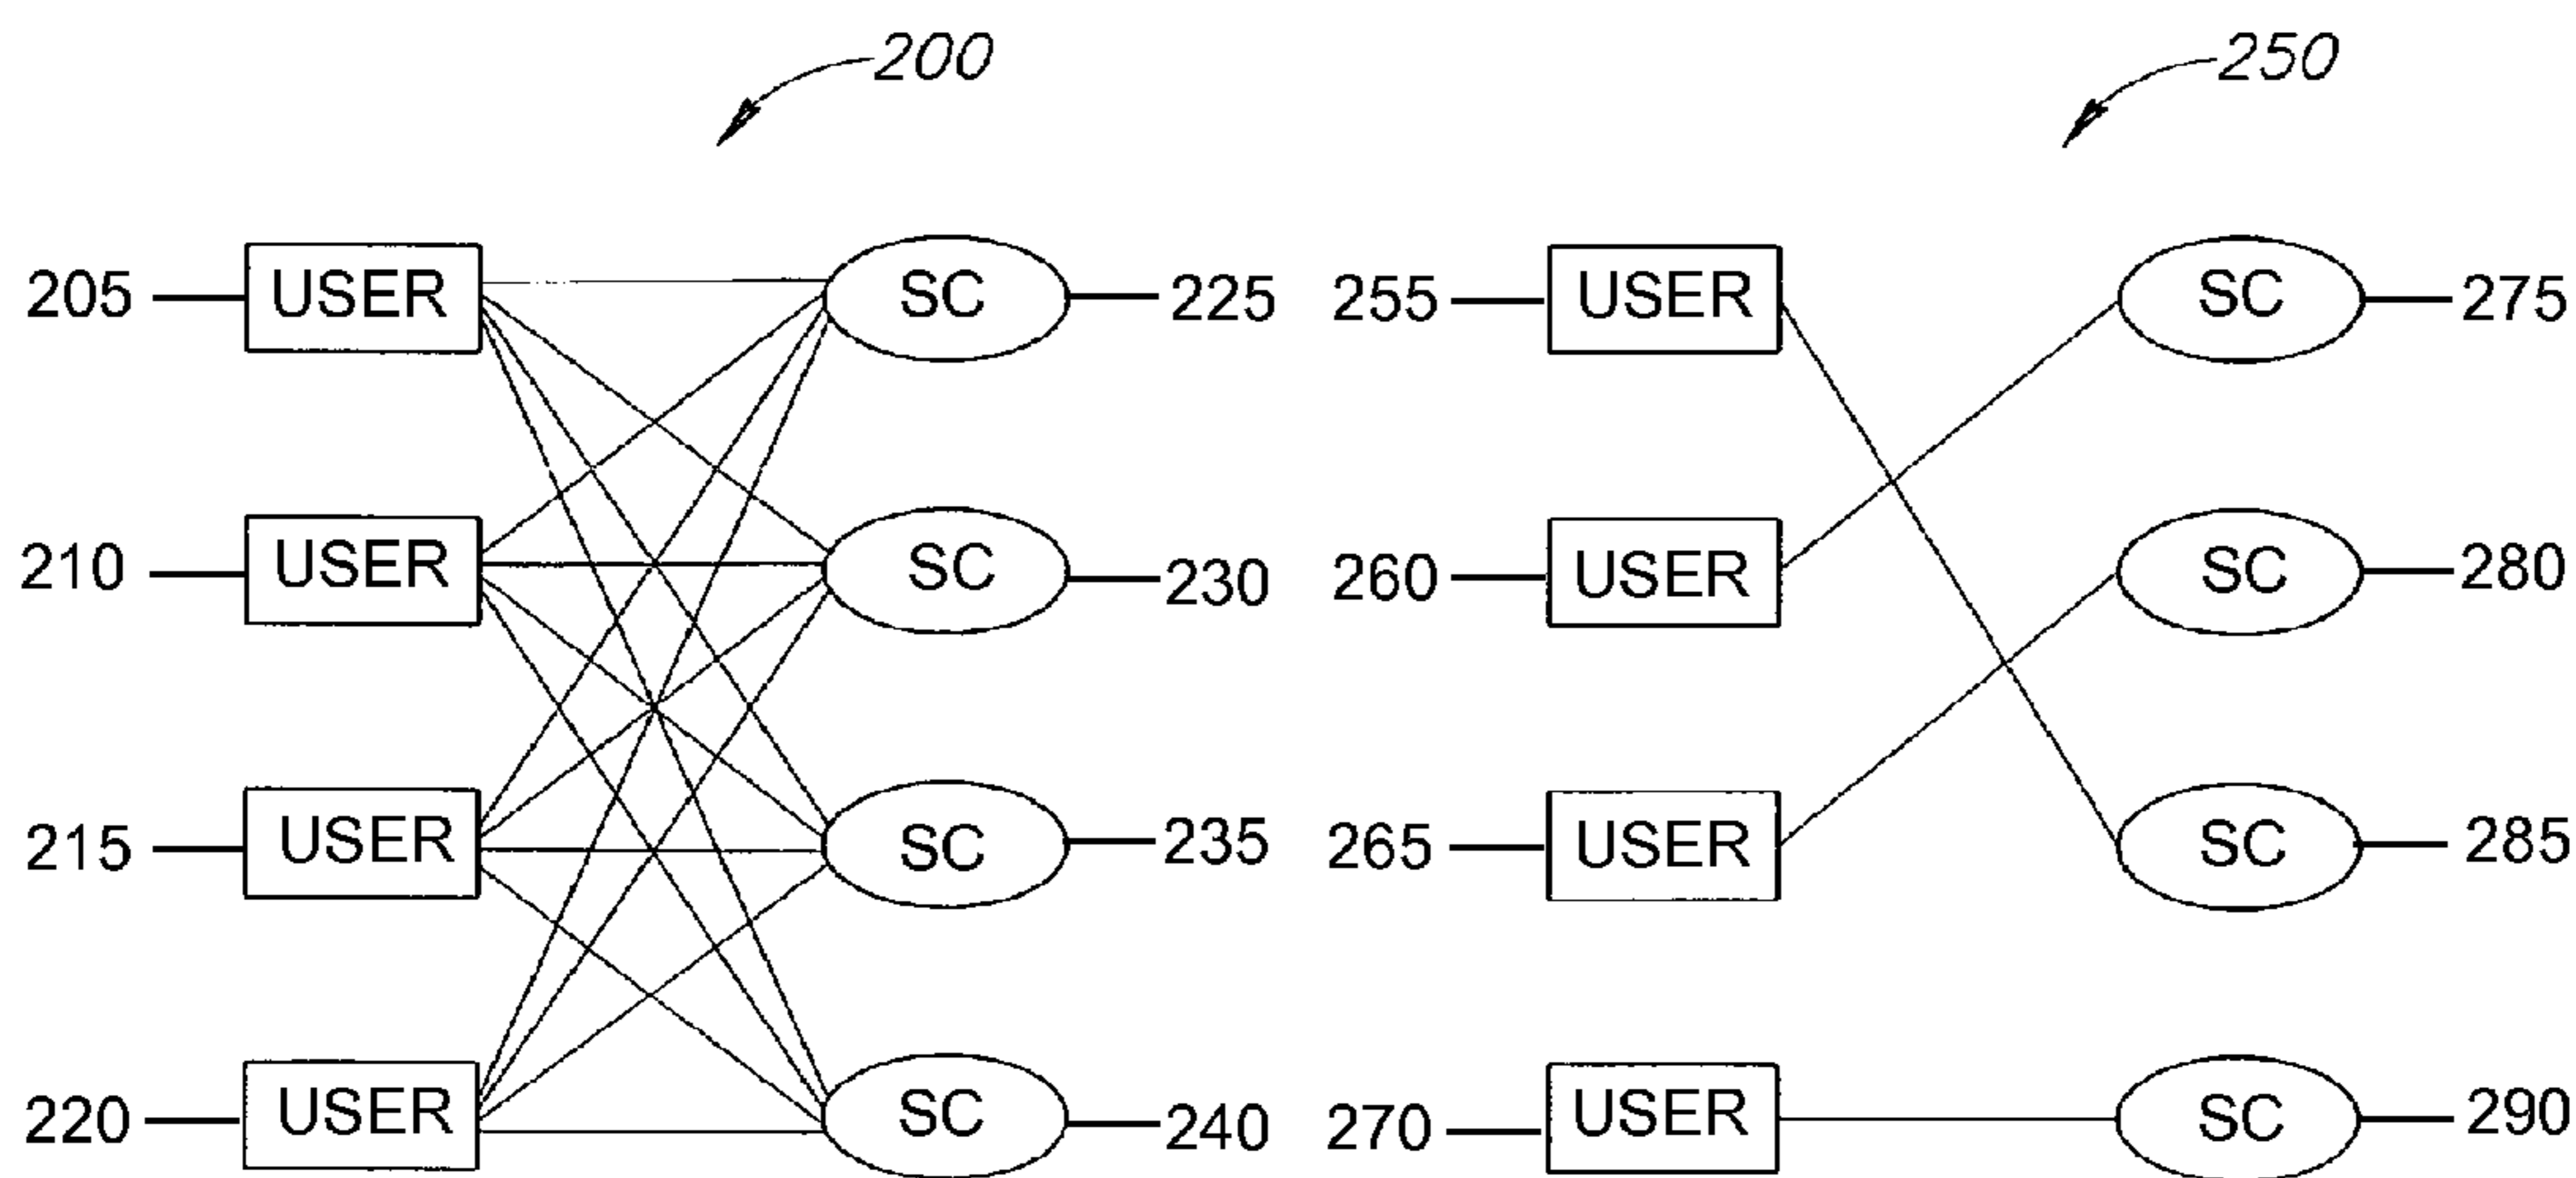 200
250
205 USER SC 225
255 USER SC 275
210 USER SC 230
260 USER SC 280
215 USER SC 235
265 USER SC 285
220 USER SC 240
270 USER SC 290